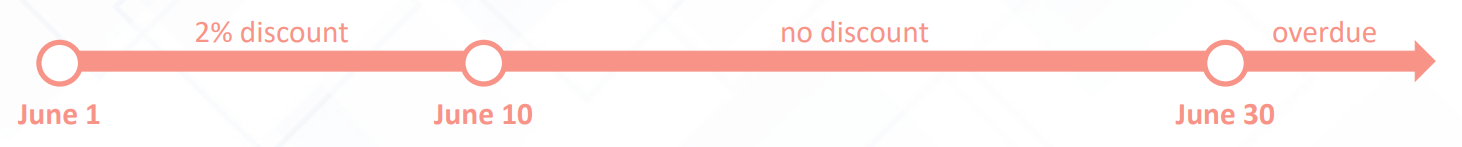 2% discount
no discount
overdue
June 1
June 10
June 30